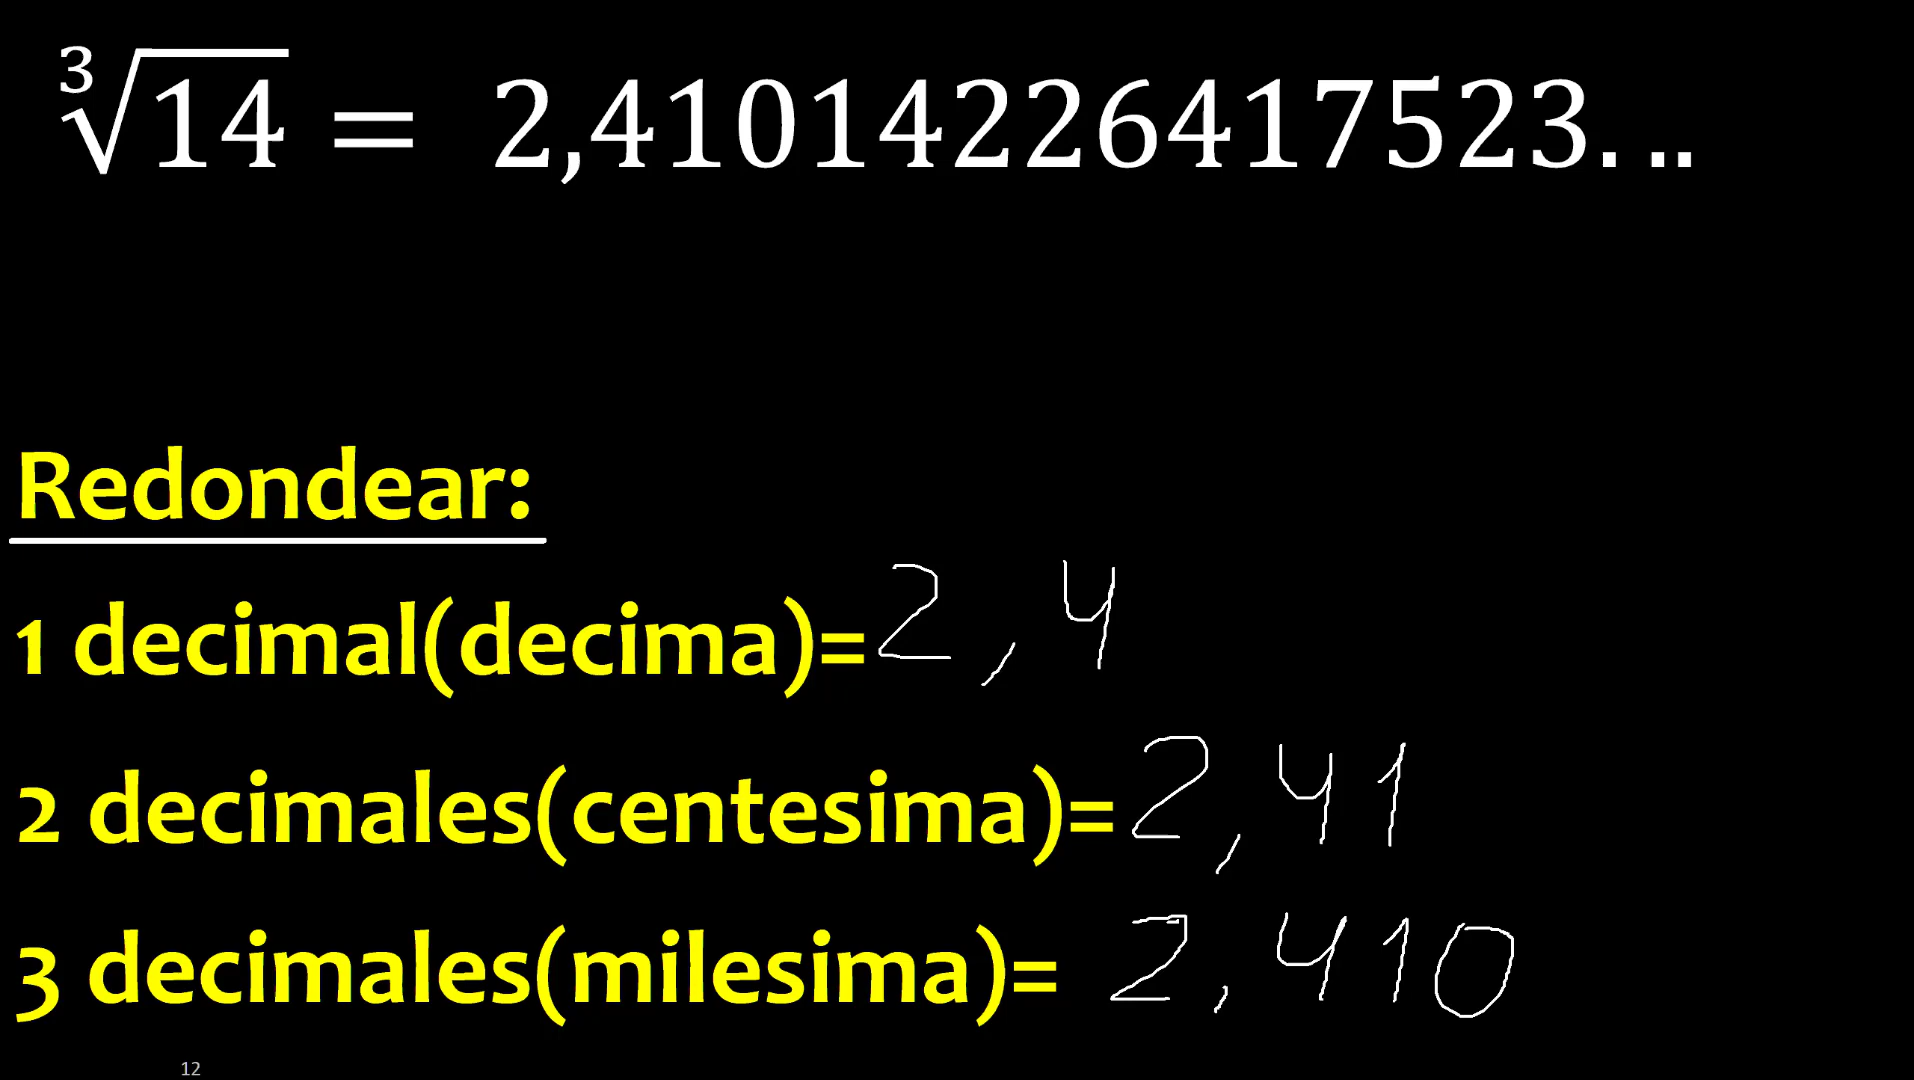 ∛14 = 2,41014226417523. ..
Redondear:
1 decimal(decima)=2,4
2 decimales(centesima)=2,41
3 decimales(milesima)= 2,410
12